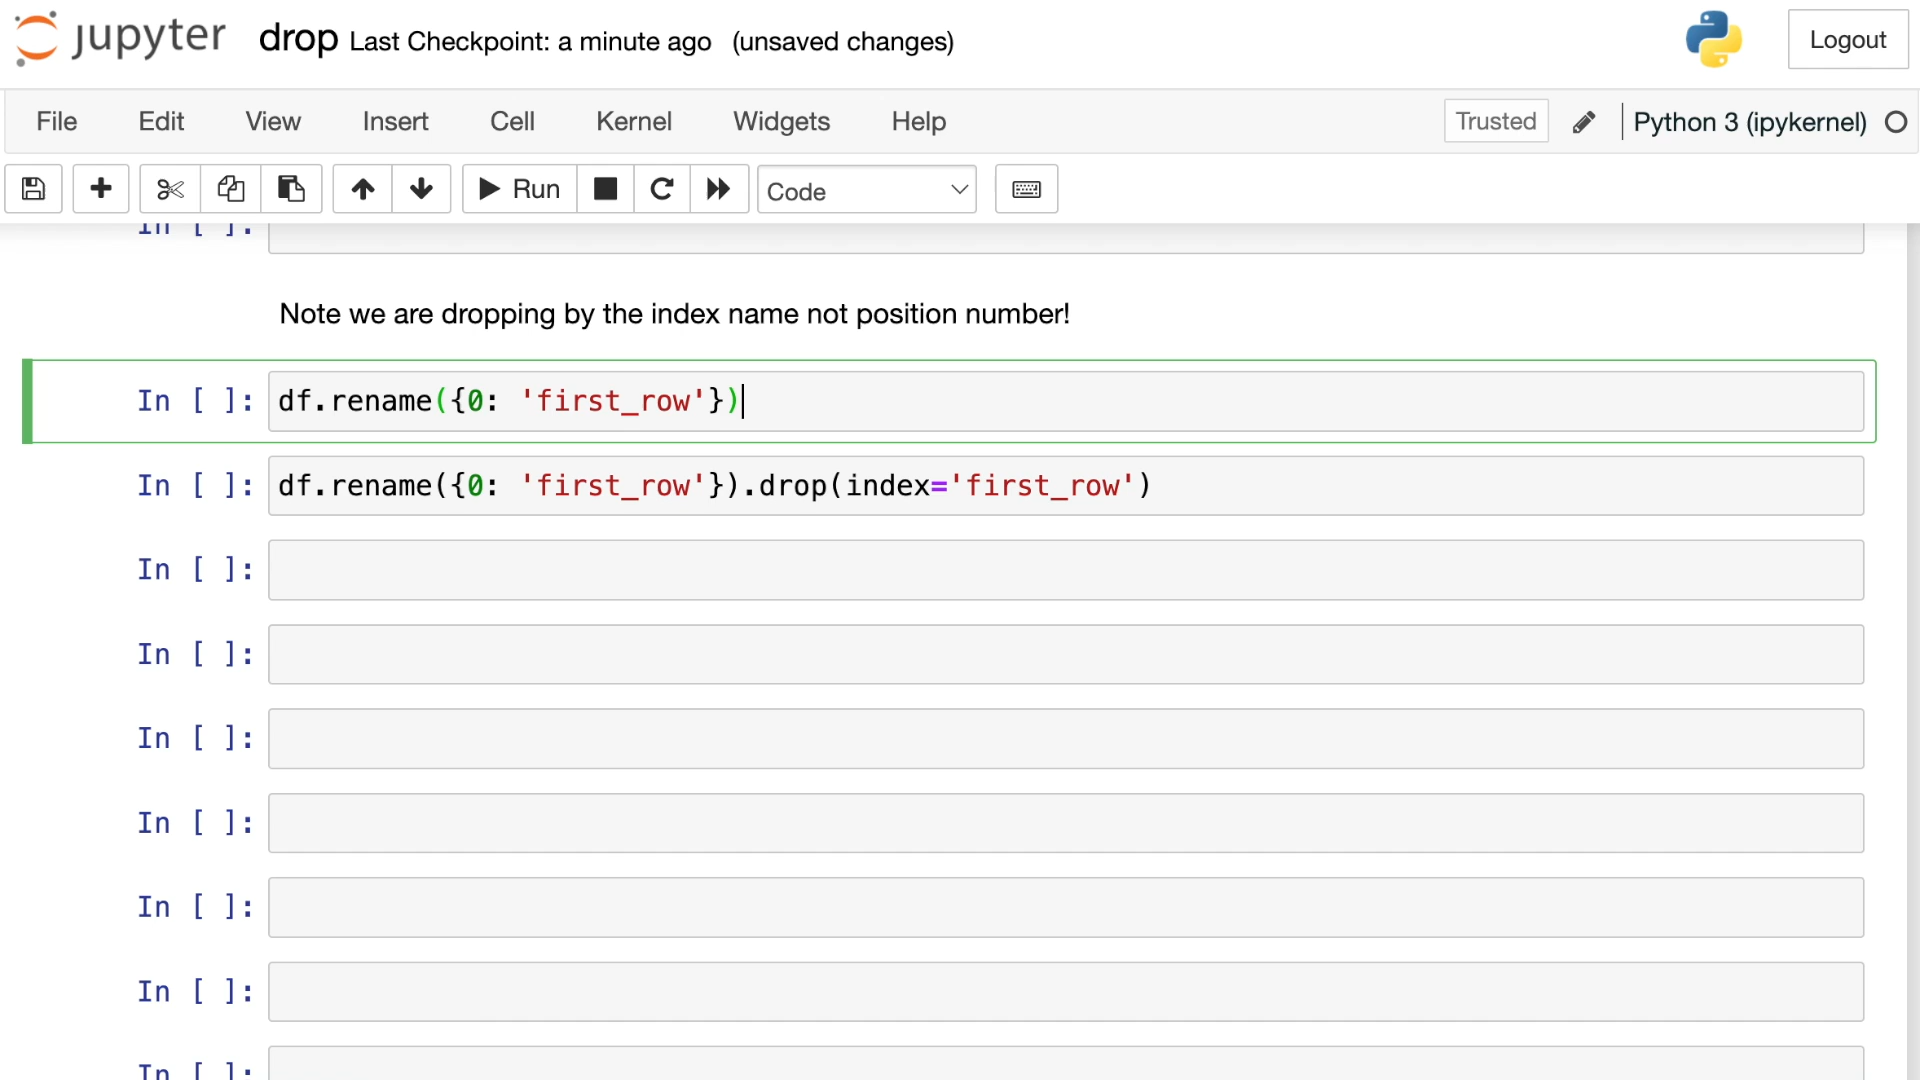 jupyter drop Last Checkpoint: a minute ago (unsaved changes) Logout
File Edit View Insert Cell Kernel Widgets Help Trusted Python 3 (ipykernel)
Run Code
In [ ]:
Note we are dropping by the index name not position number!
In [ ]: df.rename({0: 'first_row'})
In [ ]: df.rename({0: 'first_row'}).drop(index='first_row')
In [ ]:
In [ ]:
In [ ]:
In [ ]:
In [ ]:
In [ ]:
In [ ]: